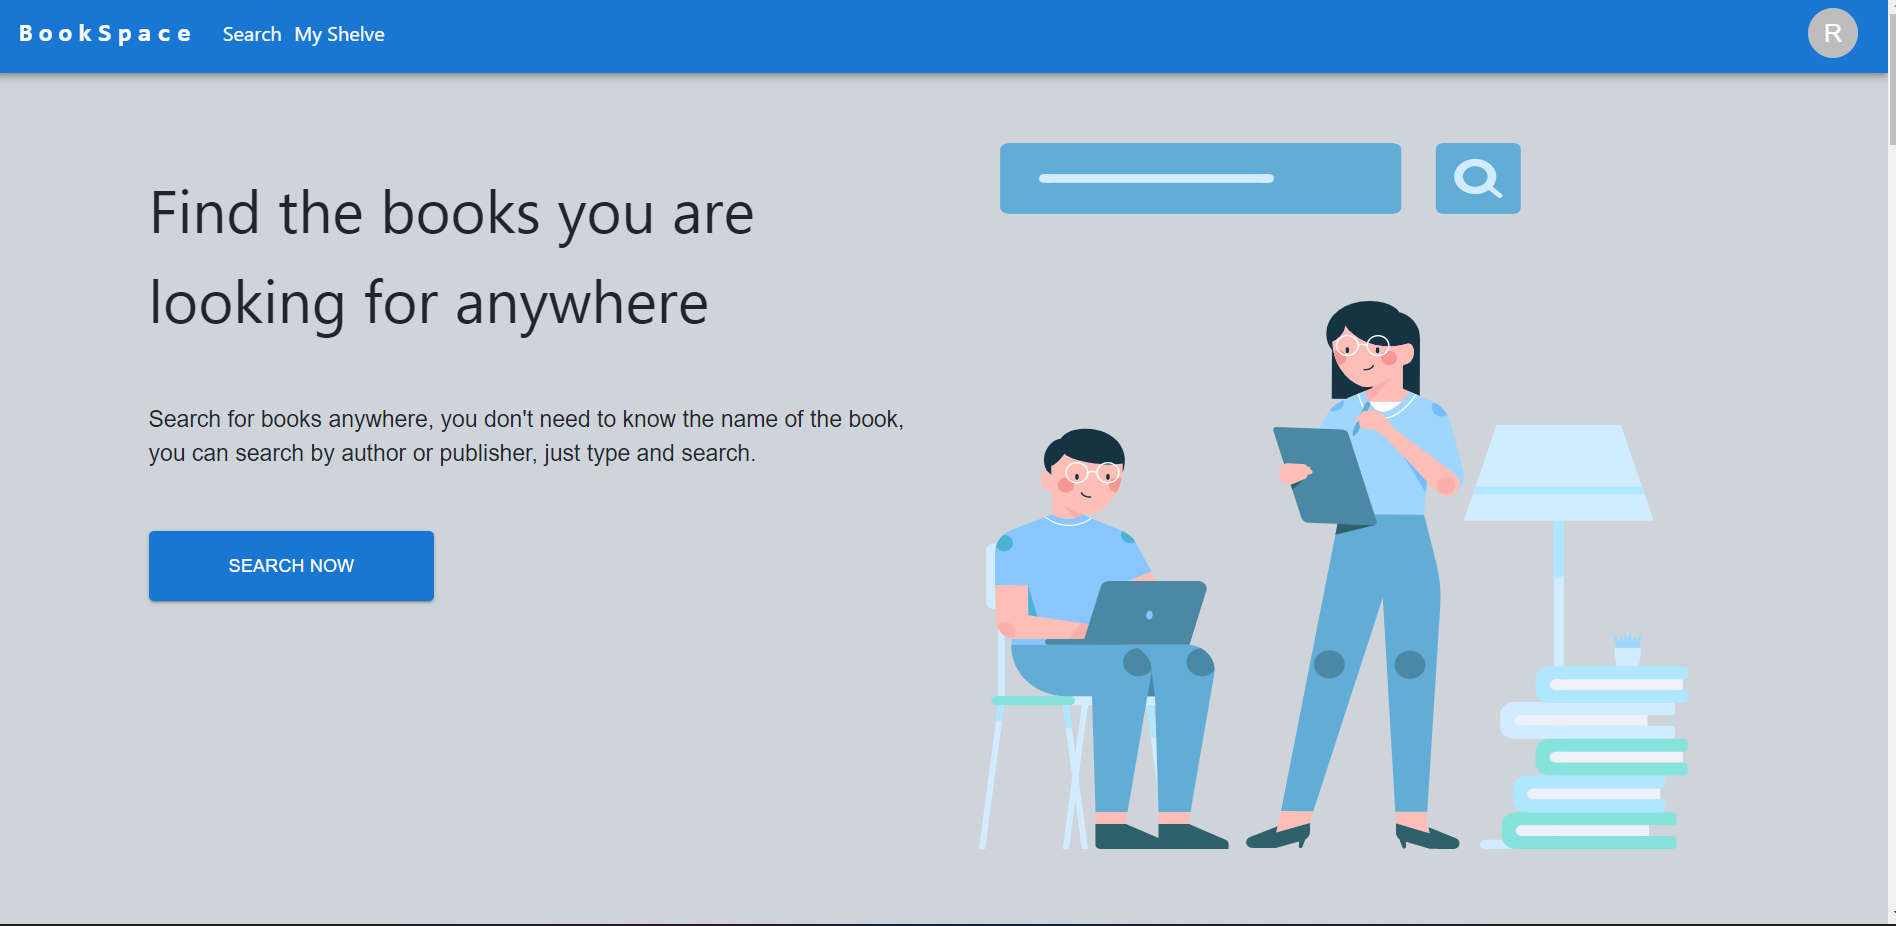 BookSpace Search My Shelve R
Find the books you are
looking for anywhere
Search for books anywhere, you don't need to know the name of the book,
you can search by author or publisher, just type and search.
SEARCH NOW